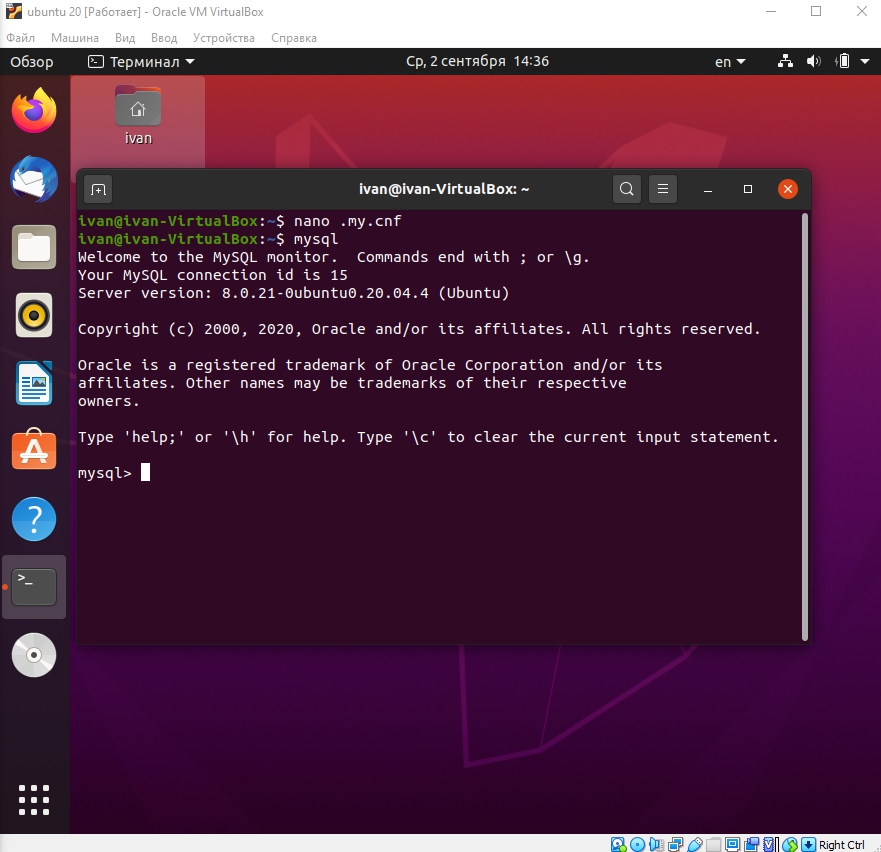 ubuntu 20 [Работает] - Oracle VM VirtualBox
Файл Машина Вид Ввод Устройства Справка
Обзор Терминал Ср, 2 сентября 14:36 en
ivan
ivan@ivan-VirtualBox: ~
ivan@ivan-VirtualBox:~$ nano .my.cnf
ivan@ivan-VirtualBox:~$ mysql
Welcome to the MySQL monitor.  Commands end with ; or \g.
Your MySQL connection id is 15
Server version: 8.0.21-0ubuntu0.20.04.4 (Ubuntu)
Copyright (c) 2000, 2020, Oracle and/or its affiliates. All rights reserved.
Oracle is a registered trademark of Oracle Corporation and/or its
affiliates. Other names may be trademarks of their respective
owners.
Type 'help;' or '\h' for help. Type '\c' to clear the current input statement.
mysql>
Right Ctrl